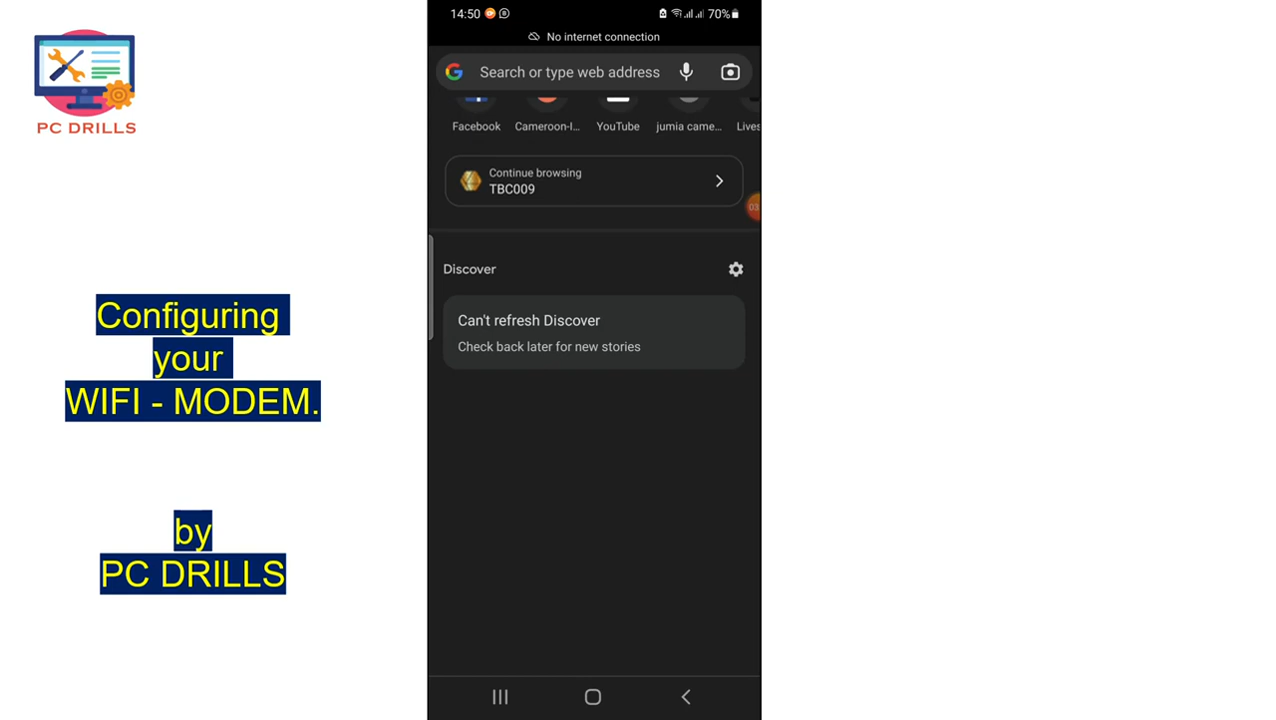 PC DRILLS
Configuring
your
WIFI - MODEM.
by
PC DRILLS
14:50
70%
No internet connection
Search or type web address
Facebook
Cameroon-I...
YouTube
jumia came...
Lives
Continue browsing
TBC009
Discover
Can't refresh Discover
Check back later for new stories